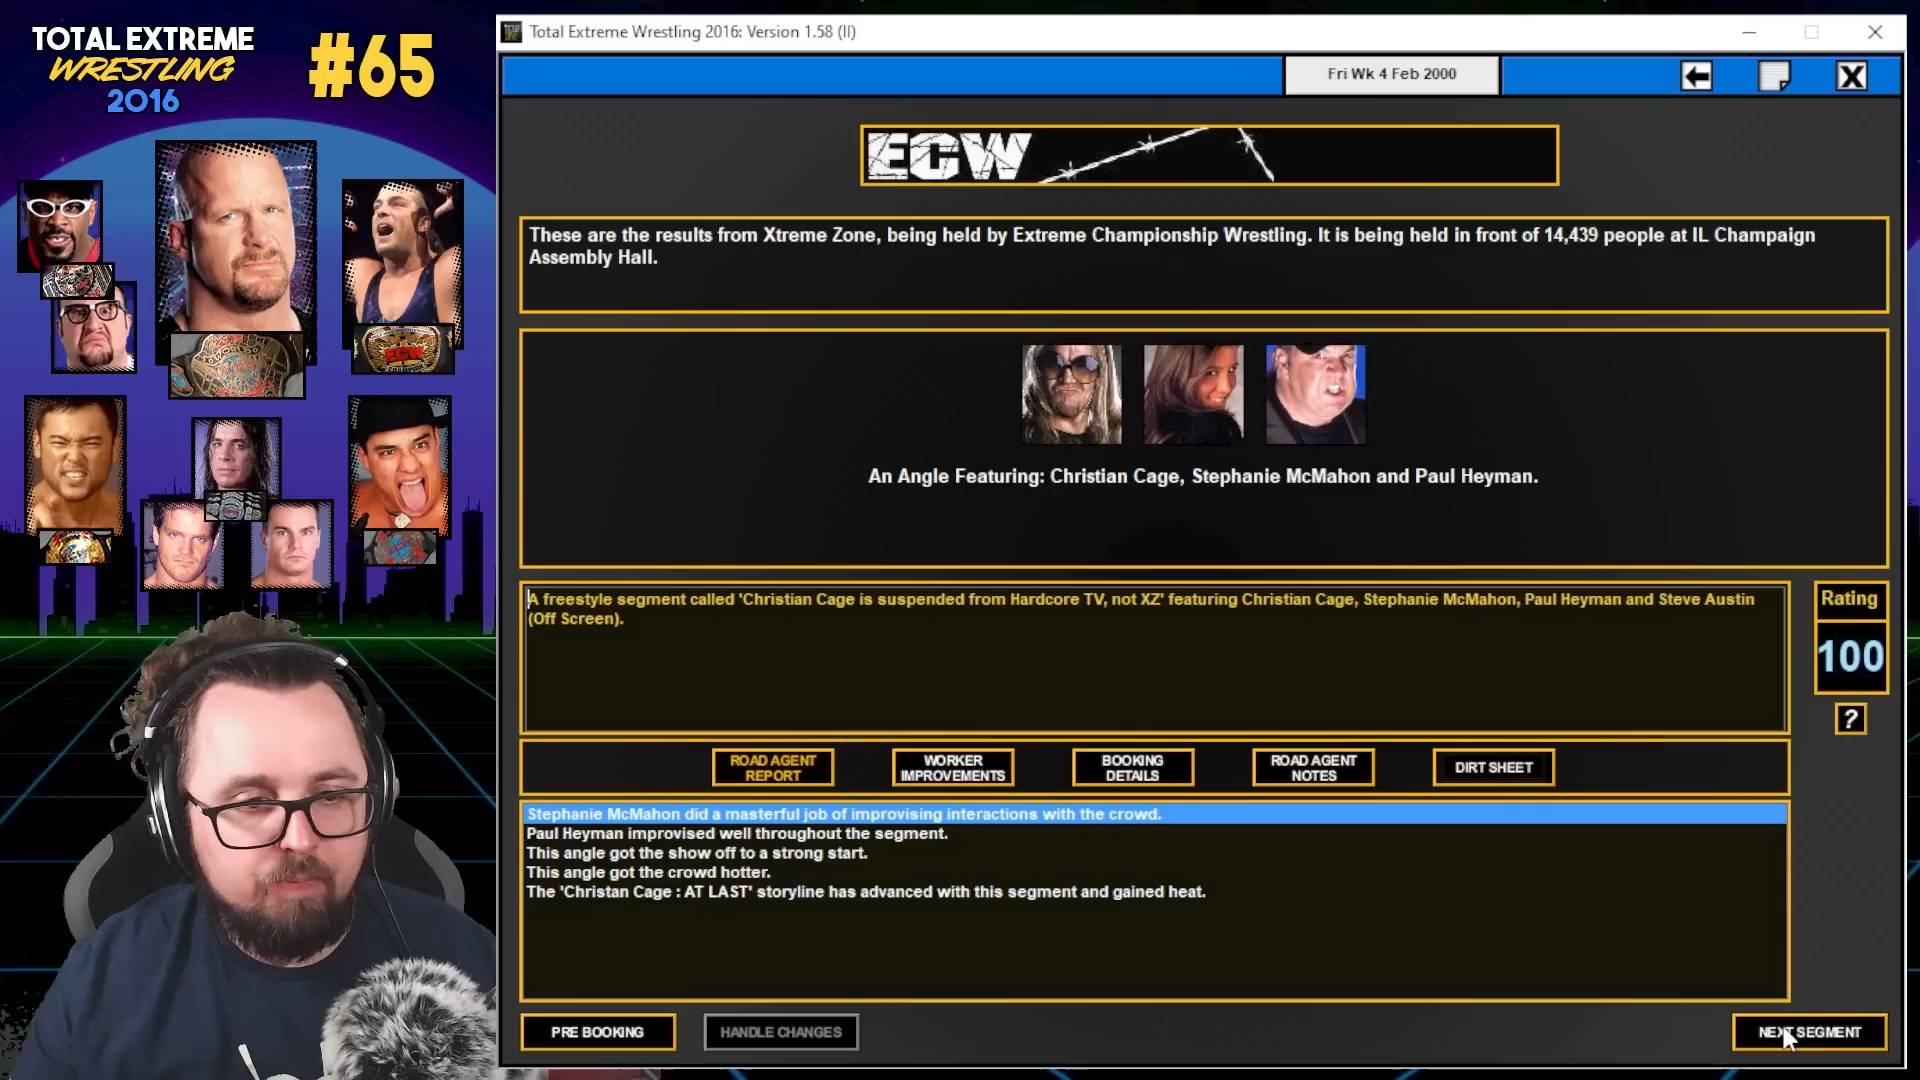 TOTAL EXTREME
WRESTLING
2016
#65
Total Extreme Wrestling 2016: Version 1.58 (II)
Fri Wk 4 Feb 2000
ECW
These are the results from Xtreme Zone, being held by Extreme Championship Wrestling. It is being held in front of 14,439 people at IL Champaign
Assembly Hall.
An Angle Featuring: Christian Cage, Stephanie McMahon and Paul Heyman.
A freestyle segment called 'Christian Cage is suspended from Hardcore TV, not XZ' featuring Christian Cage, Stephanie McMahon, Paul Heyman and Steve Austin
(Off Screen).
Rating
100
?
ROAD AGENT
REPORT
WORKER
IMPROVEMENTS
BOOKING
DETAILS
ROAD AGENT
NOTES
DIRT SHEET
Stephanie McMahon did a masterful job of improvising interactions with the crowd.
Paul Heyman improvised well throughout the segment.
This angle got the show off to a strong start.
This angle got the crowd hotter.
The 'Christan Cage : AT LAST' storyline has advanced with this segment and gained heat.
PRE BOOKING
HANDLE CHANGES
NEXT SEGMENT